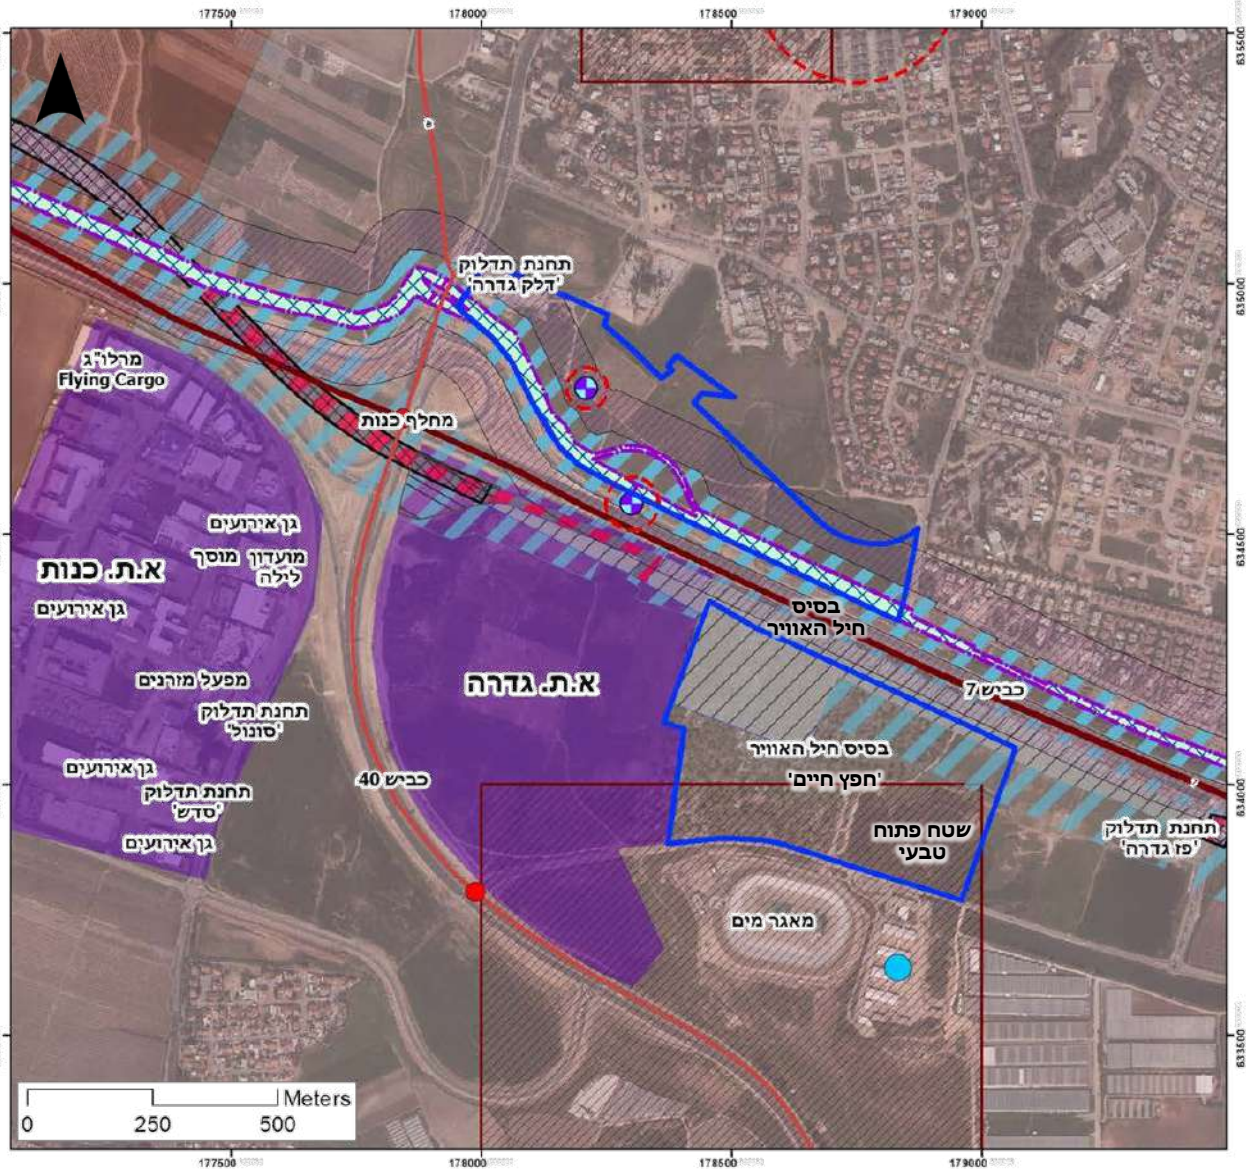 177500
178000
178500
179000
635500
6
תחנת תדלוק
'דלק גדרה'
635000
מרלו"ג
Flying Cargo
מחלף כנות
גן אירועים
מועדון מוסך
לילה
א.ת. כנות
גן אירועים
634500
בסיס
חיל האוויר
א.ת. גדרה
כביש 7
מפעל מזרנים
תחנת תדלוק
'סונול'
בסיס חיל האוויר
'חפץ חיים'
גן אירועים
כביש 40
תחנת תדלוק
'סדש'
גן אירועים
7
634000
שטח פתוח
טבעי
תחנת תדלוק
'פז גדרה'
מאגר מים
633500
Meters
0
250
500
177500
178000
178500
179000